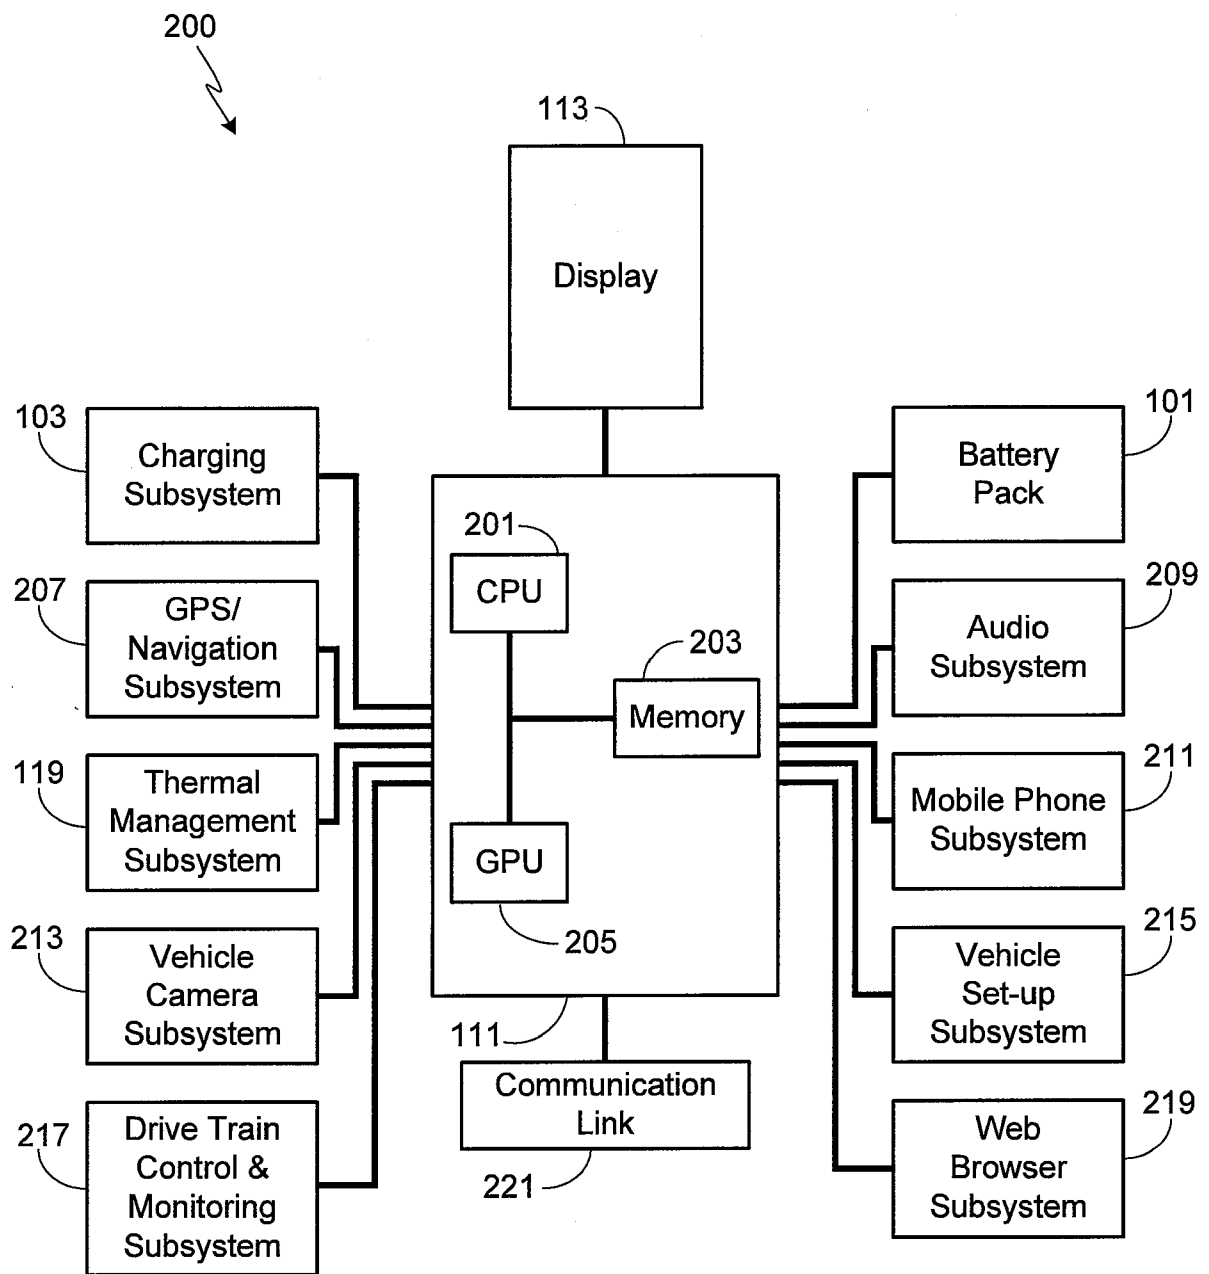 200
113
Display
103
Charging
Subsystem
101
Battery
Pack
201
CPU
207
GPS/
Navigation
Subsystem
209
Audio
Subsystem
203
Memory
119
Thermal
Management
Subsystem
211
Mobile Phone
Subsystem
GPU
205
213
Vehicle
Camera
Subsystem
215
Vehicle
Set-up
Subsystem
111
Communication
Link
221
217
Drive Train
Control &
Monitoring
Subsystem
219
Web
Browser
Subsystem